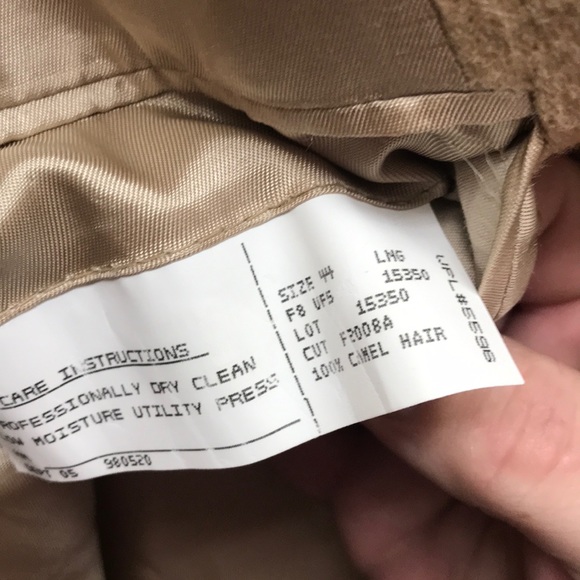 CARE INSTRUCTIONS
PROFESSIONALLY DRY CLEAN
LOW MOISTURE UTILITY PRESS
05 980520
SIZE 44 LNG
F8 VF5 15350
LOT 15350
CUT F2008A
100% CAMEL HAIR
WPL#5596